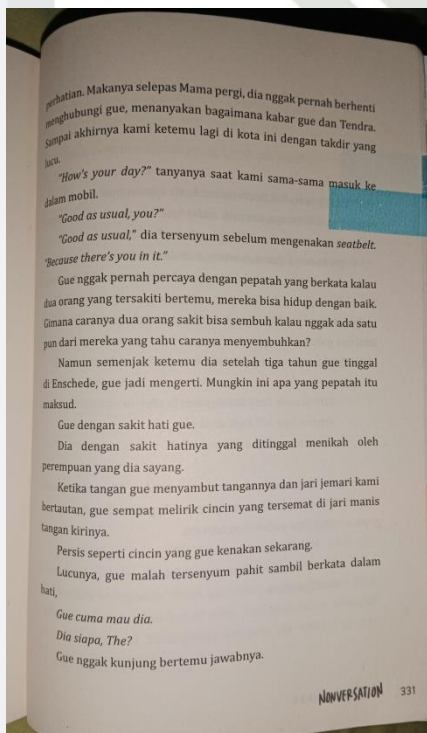 perhatian. Makanya selepas Mama pergi, dia nggak pernah berhenti
menghubungi gue, menanyakan bagaimana kabar gue dan Tendra.
Sampai akhirnya kami ketemu lagi di kota ini dengan takdir yang
lucu.
"How's your day?" tanyanya saat kami sama-sama masuk ke
dalam mobil.
"Good as usual, you?"
"Good as usual," dia tersenyum sebelum mengenakan seatbelt.
"Because there's you in it."
Gue nggak pernah percaya dengan pepatah yang berkata kalau
dua orang yang tersakiti bertemu, mereka bisa hidup dengan baik.
Gimana caranya dua orang sakit bisa sembuh kalau nggak ada satu
pun dari mereka yang tahu caranya menyembuhkan?
Namun semenjak ketemu dia setelah tiga tahun gue tinggal
di Enschede, gue jadi mengerti. Mungkin ini apa yang pepatah itu
maksud.
Gue dengan sakit hati gue.
Dia dengan sakit hatinya yang ditinggal menikah oleh
perempuan yang dia sayang.
Ketika tangan gue menyambut tangannya dan jari jemari kami
bertautan, gue sempat melirik cincin yang tersemat di jari manis
tangan kirinya.
Persis seperti cincin yang gue kenakan sekarang.
Lucunya, gue malah tersenyum pahit sambil berkata dalam
hati,
Gue cuma mau dia.
Dia siapa, The?
Gue nggak kunjung bertemu jawabnya.
NONVERSATION 331